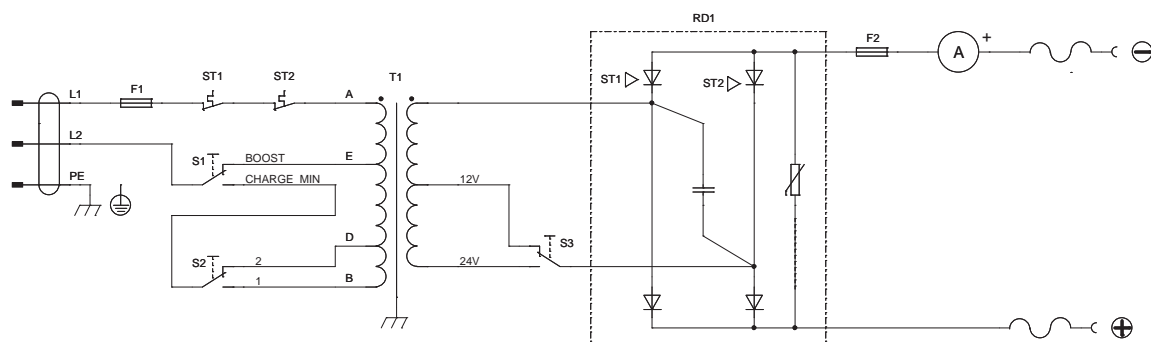 RD1
F2
A
+
−
L1
F1
ST1
ST2
A
T1
ST1
ST2
L2
S1
BOOST
E
PE
CHARGE MIN
12V
S3
D
S2
2
24V
1
B
+